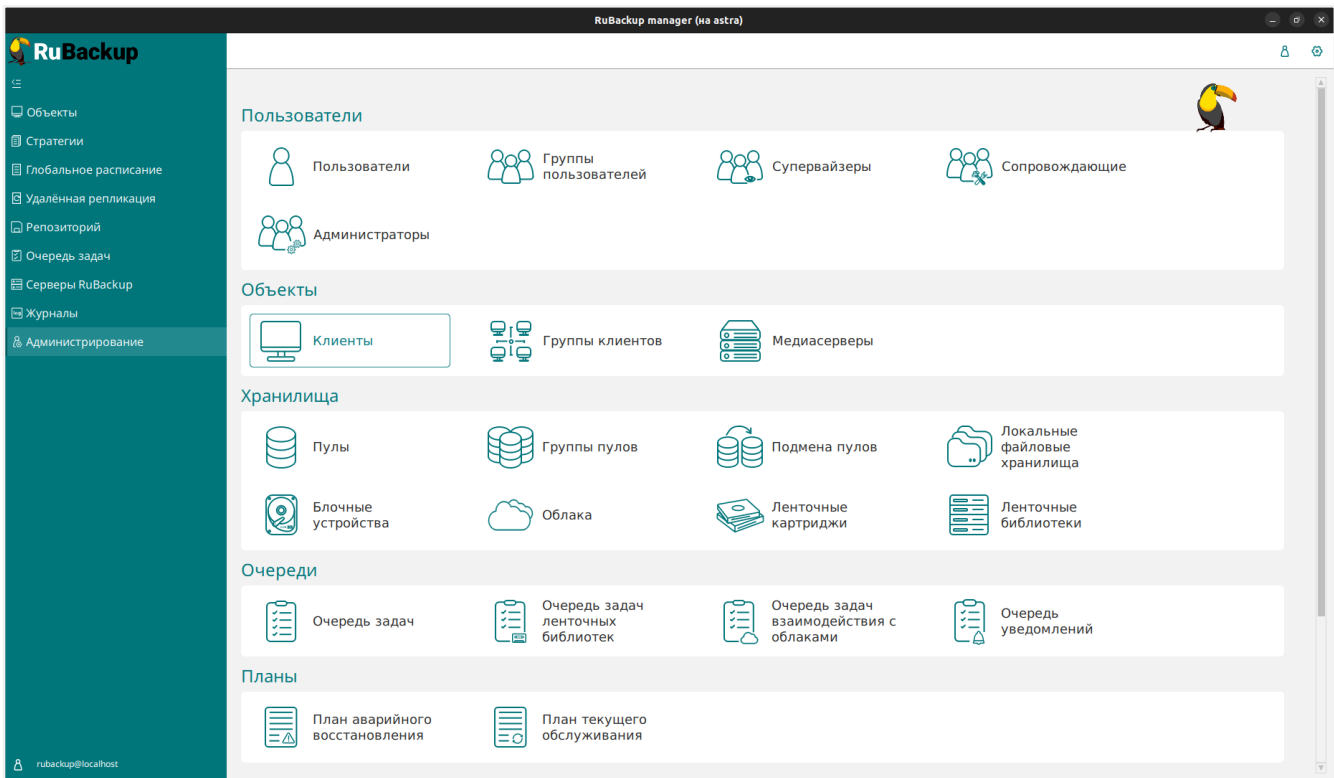 RuBackup manager (на astra)
RuBackup
Объекты
Стратегии
Глобальное расписание
Удалённая репликация
Репозиторий
Очередь задач
Серверы RuBackup
Журналы
Администрирование
rubackup@localhost
Пользователи
Пользователи
Группы
пользователей
Супервайзеры
Сопровождающие
Администраторы
Объекты
Клиенты
Группы клиентов
Медиасерверы
Хранилища
Пулы
Группы пулов
Подмена пулов
Локальные
файловые
хранилища
Блочные
устройства
Облака
Ленточные
картриджи
Ленточные
библиотеки
Очереди
Очередь задач
Очередь задач
ленточных
библиотек
Очередь задач
взаимодействия с
облаками
Очередь
уведомлений
Планы
План аварийного
восстановления
План текущего
обслуживания